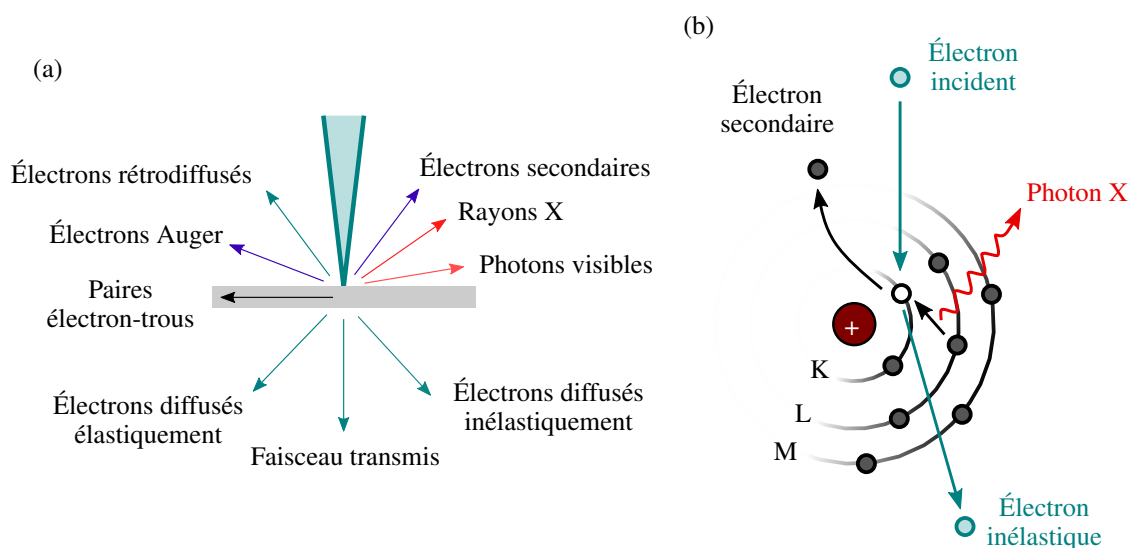 (a)
Électrons rétrodiffusés
Électrons secondaires
Rayons X
Électrons Auger
Photons visibles
Paires
électron-trous
Électrons diffusés
élastiquement
Électrons diffusés
inélastiquement
Faisceau transmis
(b)
Électron
incident
Électron
secondaire
Photon X
+
K
L
M
Électron
inélastique